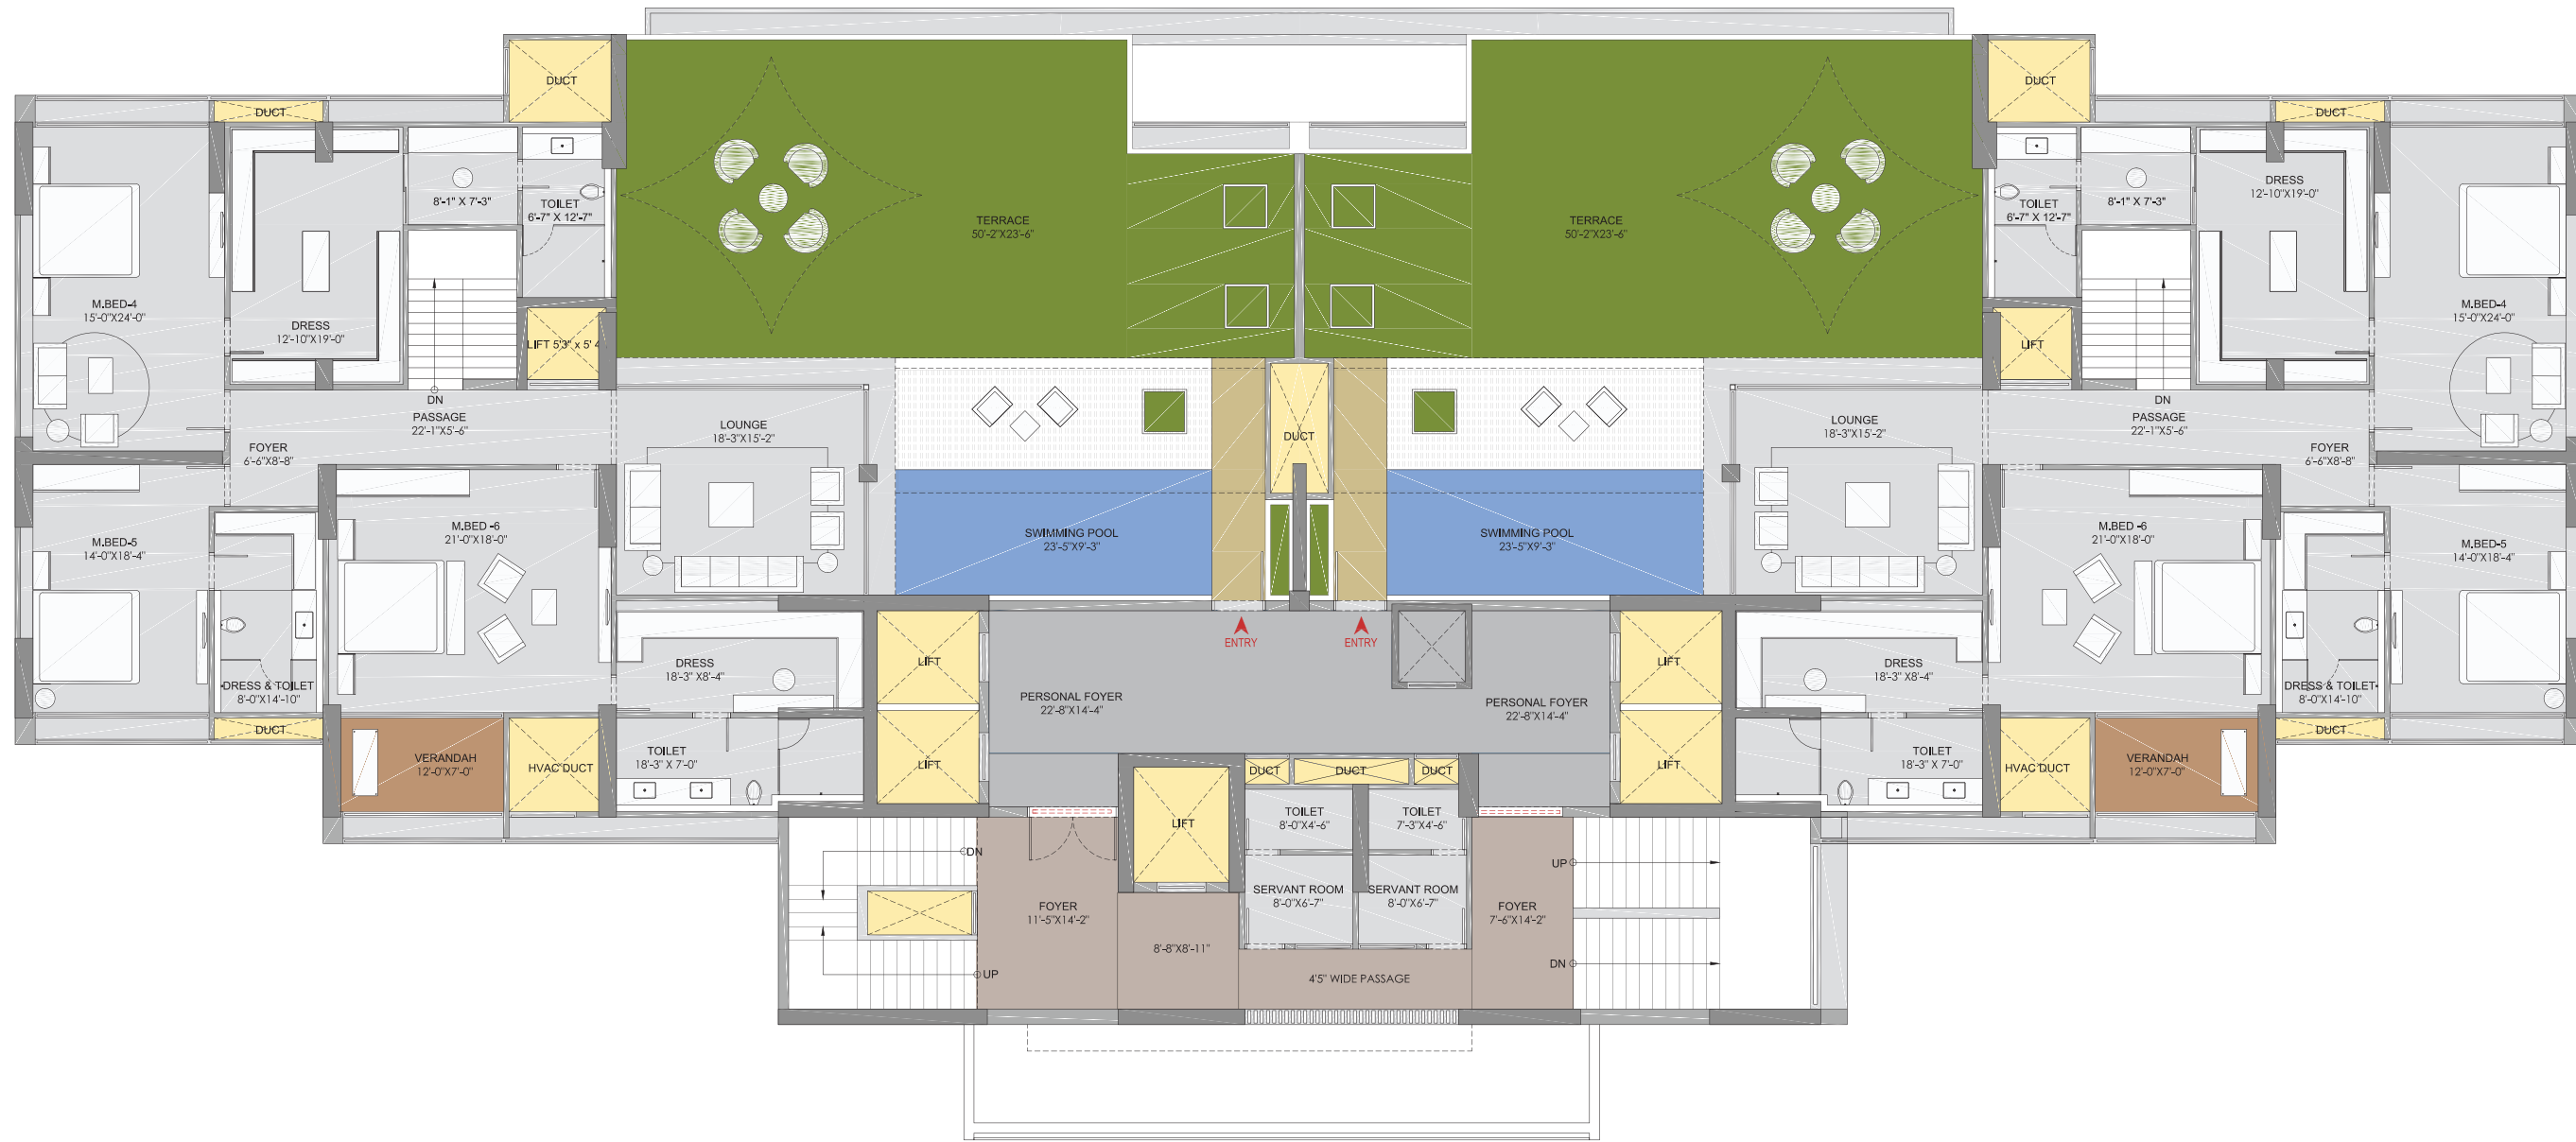 DUCT
DUCT
DUCT
DUCT
8'-1" X 7'-3"
TOILET
6'-7" X 12'-7"
TERRACE
50'-2"X23'-6"
TERRACE
50'-2"X23'-6"
TOILET
6'-7" X 12'-7"
8'-1" X 7'-3"
DRESS
12'-10"X19'-0"
M.BED-4
15'-0"X24'-0"
DRESS
12'-10"X19'-0"
LIFT 5'3" x 5' 4
LIFT
M.BED-4
15'-0"X24'-0"
DN
PASSAGE
22'-1"X5'-6"
FOYER
6'-6"X8'-8"
LOUNGE
18'-3"X15'-2"
DUCT
LOUNGE
18'-3"X15'-2"
DN
PASSAGE
22'-1"X5'-6"
FOYER
6'-6"X8'-8"
M.BED-5
14'-0"X18'-4"
M.BED -6
21'-0"X18'-0"
SWIMMING POOL
23'-5"X9'-3"
SWIMMING POOL
23'-5"X9'-3"
M.BED -6
21'-0"X18'-0"
M.BED-5
14'-0"X18'-4"
ENTRY
ENTRY
DRESS & TOILET
8'-0"X14'-10"
DRESS
18'-3" X8'-4"
LIFT
LIFT
DRESS
18'-3" X8'-4"
DRESS & TOILET
8'-0"X14'-10"
PERSONAL FOYER
22'-8"X14'-4"
PERSONAL FOYER
22'-8"X14'-4"
DUCT
VERANDAH
12'-0"X7'-0"
HVAC DUCT
TOILET
18'-3" X 7'-0"
LIFT
DUCT
DUCT
DUCT
LIFT
TOILET
18'-3" X 7'-0"
HVAC DUCT
VERANDAH
12'-0"X7'-0"
DUCT
LIFT
TOILET
8'-0"X4'-6"
TOILET
7'-3"X4'-6"
DN
UP
SERVANT ROOM
8'-0"X6'-7"
SERVANT ROOM
8'-0"X6'-7"
FOYER
11'-5"X14'-2"
FOYER
7'-6"X14'-2"
8'-8"X8'-11"
UP
DN
4'5" WIDE PASSAGE